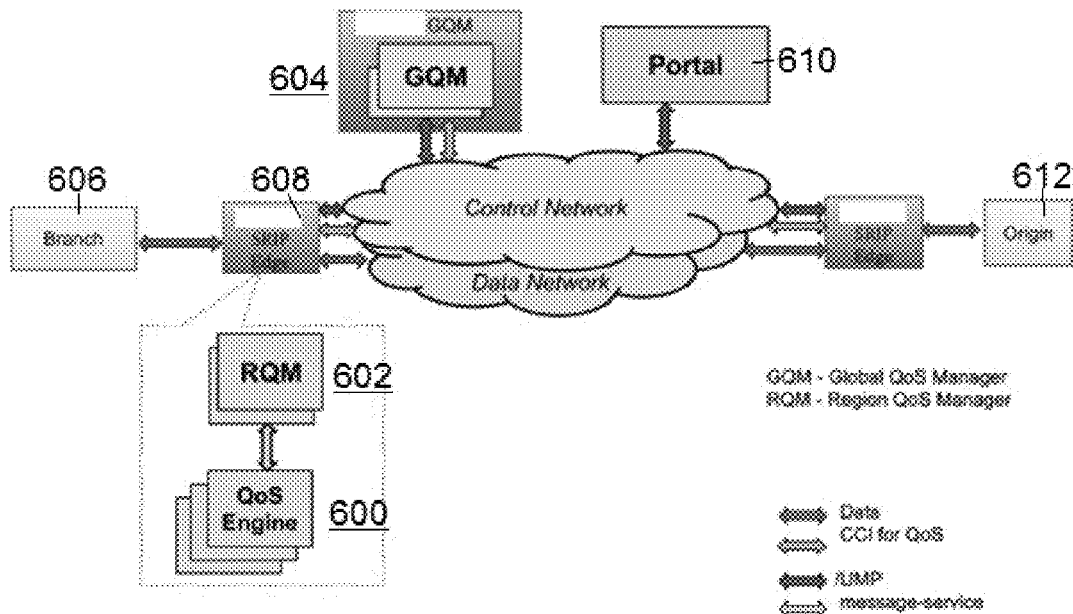 GQM
GQM
604
Portal
610
606
608
612
Branch
Edge
Control Network
Data Network
Origin
RQM
602
QoS
Engine
600
GQM - Global QoS Manager
RQM - Region QoS Manager
Data
CCI for QoS
message-service